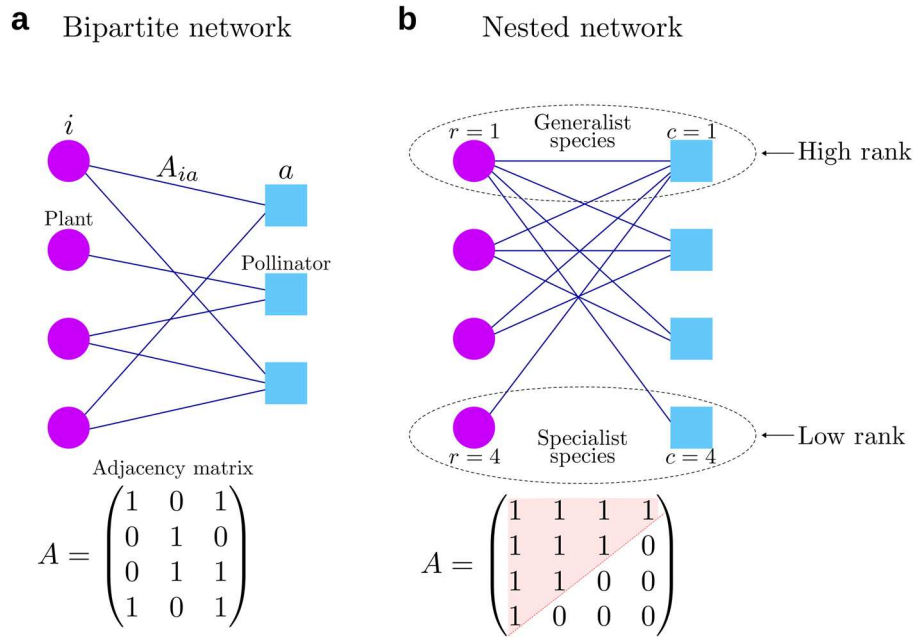 a Bipartite network
i
A_{ia}
a
Plant
Pollinator
Adjacency matrix
A =
1 0 1
0 1 0
0 1 1
1 0 1
b Nested network
r = 1
Generalist
species
c = 1
High rank
Specialist
species
r = 4
c = 4
Low rank
A =
1 1 1 1
1 1 1 0
1 1 0 0
1 0 0 0